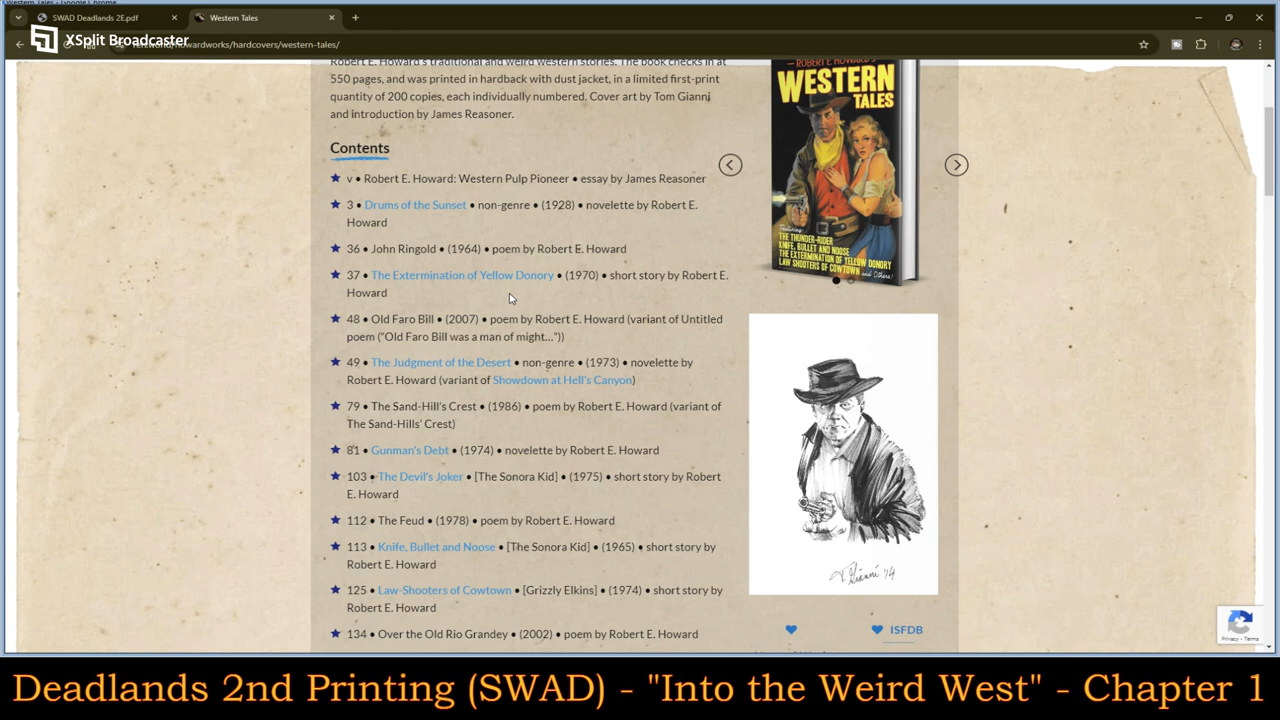 SWAD Deadlands 2E.pdf
Western Tales
XSplit Broadcaster
howardworks/hardcovers/western-tales/
Robert E. Howard's traditional and weird western stories. The book checks in at
550 pages, and was printed in hardback with dust jacket, in a limited first-print
quantity of 200 copies, each individually numbered. Cover art by Tom Gianni
and introduction by James Reasoner.
Contents
v • Robert E. Howard: Western Pulp Pioneer • essay by James Reasoner
3 • Drums of the Sunset • non-genre • (1928) • novelette by Robert E.
Howard
36 • John Ringold • (1964) • poem by Robert E. Howard
37 • The Extermination of Yellow Donory • (1970) • short story by Robert E.
Howard
48 • Old Faro Bill • (2007) • poem by Robert E. Howard (variant of Untitled
poem (“Old Faro Bill was a man of might…”))
49 • The Judgment of the Desert • non-genre • (1973) • novelette by
Robert E. Howard (variant of Showdown at Hell's Canyon)
79 • The Sand-Hill's Crest • (1986) • poem by Robert E. Howard (variant of
The Sand-Hills' Crest)
81 • Gunman's Debt • (1974) • novelette by Robert E. Howard
103 • The Devil's Joker • [The Sonora Kid] • (1975) • short story by Robert
E. Howard
112 • The Feud • (1978) • poem by Robert E. Howard
113 • Knife, Bullet and Noose • [The Sonora Kid] • (1965) • short story by
Robert E. Howard
125 • Law-Shooters of Cowtown • [Grizzly Elkins] • (1974) • short story by
Robert E. Howard
134 • Over the Old Rio Grandey • (2002) • poem by Robert E. Howard
ROBERT E. HOWARD'S
WESTERN
TALES
Featuring:
THE THUNDER-RIDER
KNIFE, BULLET AND NOOSE
THE EXTERMINATION OF YELLOW DONORY
LAW SHOOTERS OF COWTOWN and Others!
T. Gianni '14
ISFDB
Privacy - Terms
Deadlands 2nd Printing (SWAD) - "Into the Weird West" - Chapter 1